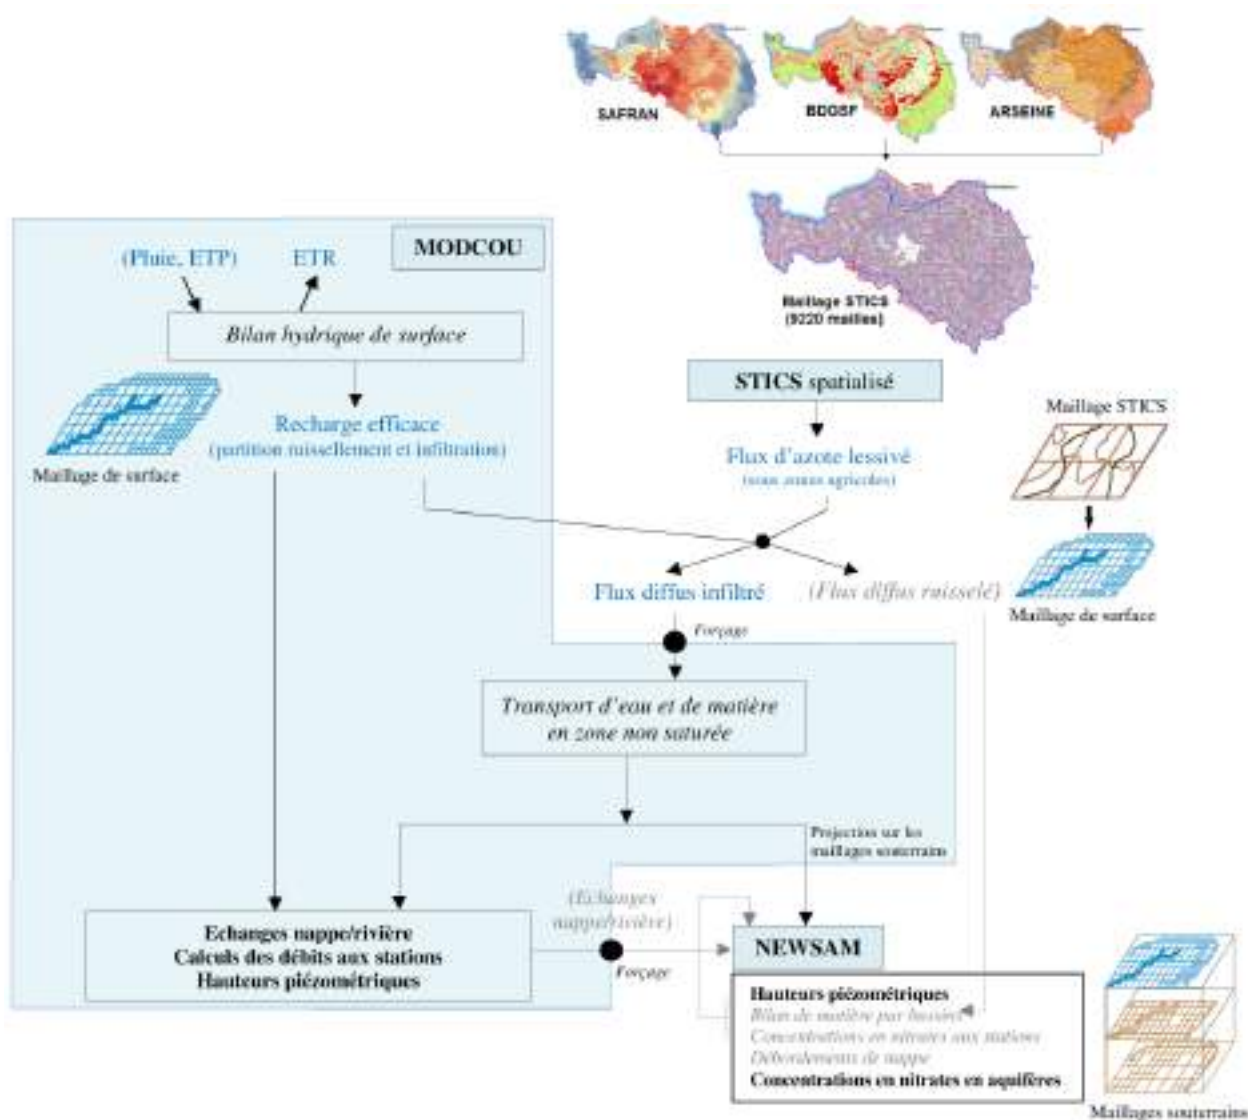 SAFRAN
BDGSF
ARSEINE
Maillage STICS
(9220 mailles)
MODCOU
(Pluie, ETP)
ETR
Bilan hydrique de surface
Maillage de surface
Recharge efficace
(partition ruissellement et infiltration)
STICS spatialisé
Flux d'azote lessivé
(sous zones agricoles)
Maillage STICS
Maillage de surface
Flux diffus infiltré
(Flux diffus ruisselé)
Forçage
Transport d'eau et de matière
en zone non saturée
Projection sur les
maillages souterrains
Echanges nappe/rivière
Calculs des débits aux stations
Hauteurs piézométriques
(Echanges
nappe/rivière)
Forçage
NEWSAM
Hauteurs piézométriques
Bilan de matière par
Concentrations en nitrates aux stations
Débordements de nappe
Concentrations en nitrates en aquifères
Maillages souterrains